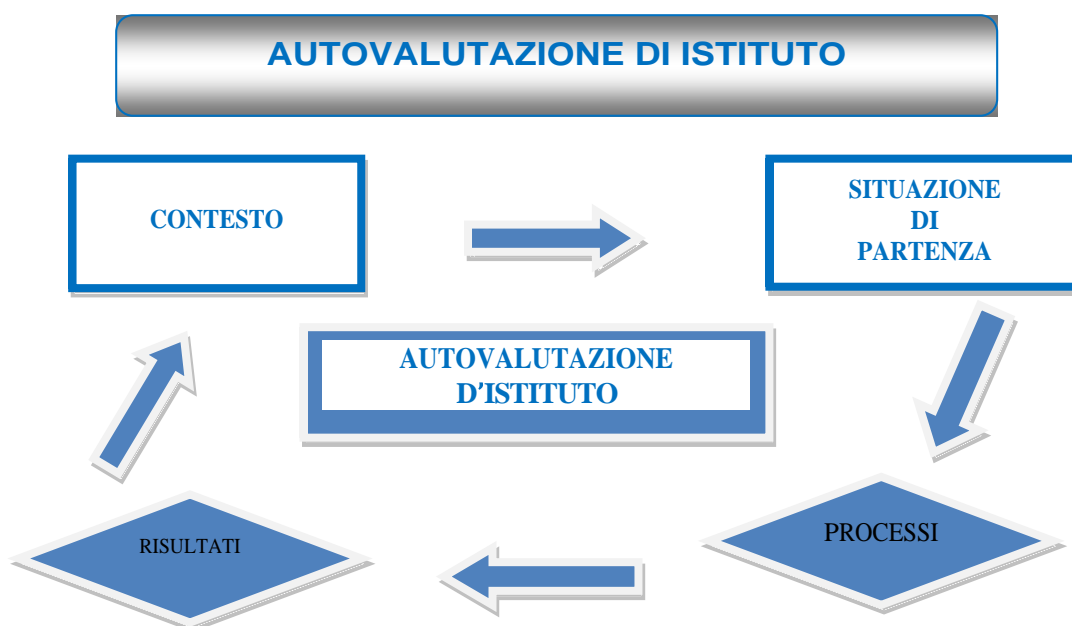 AUTOVALUTAZIONE DI ISTITUTO
CONTESTO
SITUAZIONE
DI
PARTENZA
AUTOVALUTAZIONE
D'ISTITUTO
RISULTATI
PROCESSI